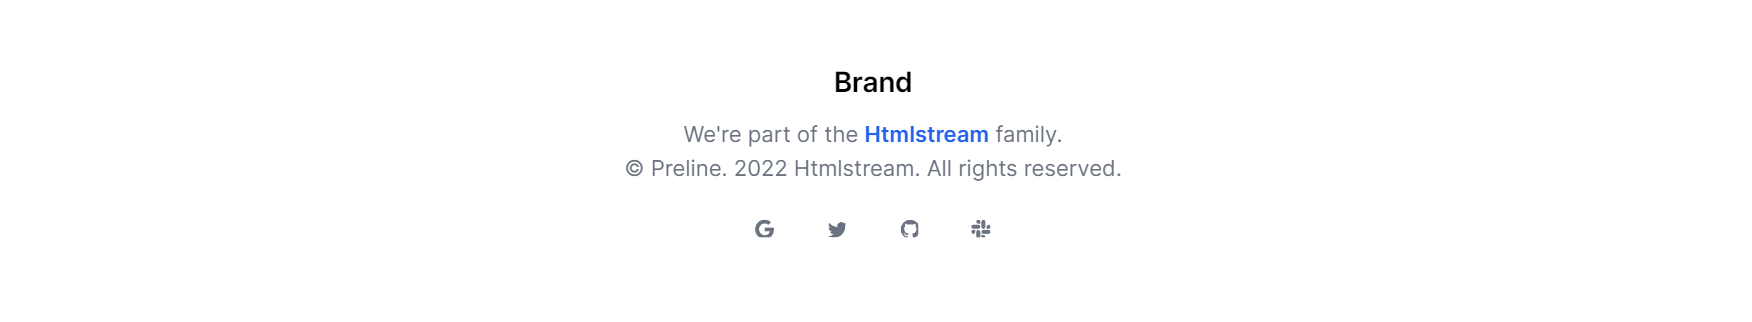 Brand
We're part of the Htmlstream family.
© Preline. 2022 Htmlstream. All rights reserved.